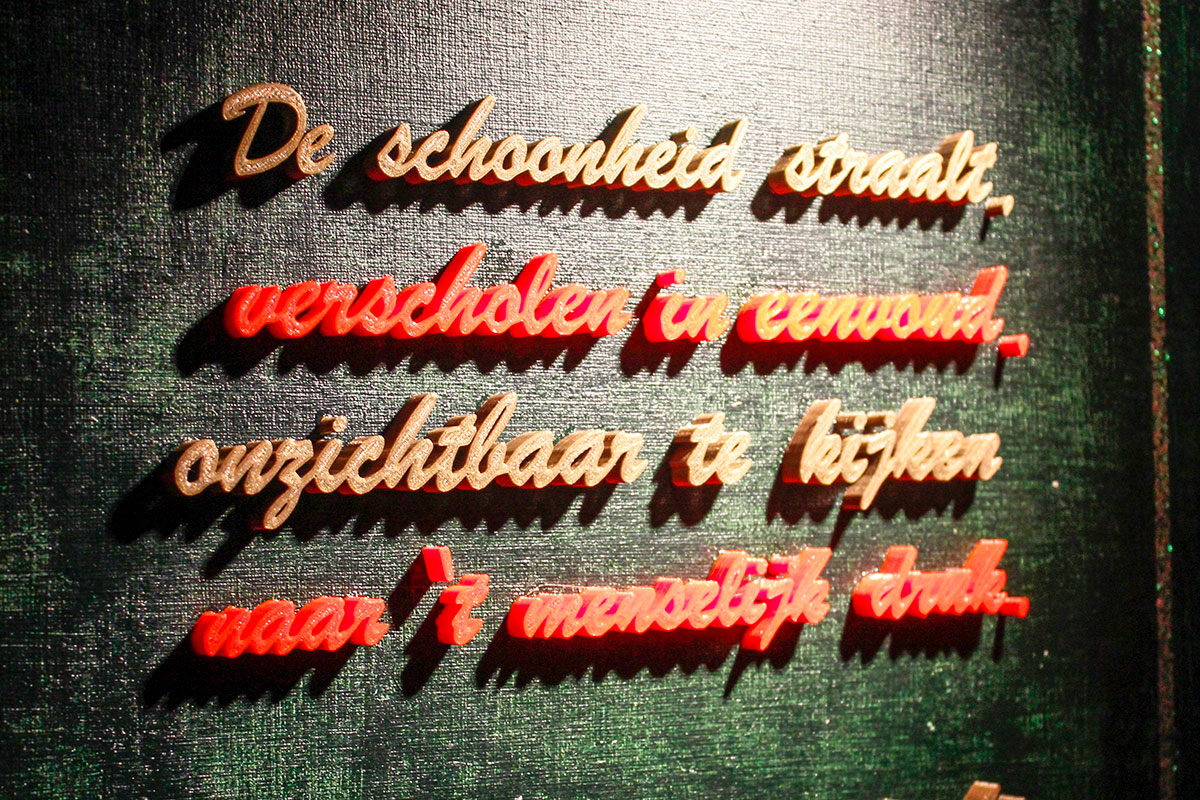 De schoonheid straalt,
verscholen in eenvoud,
onzichtbaar te kijken
naar 't menselijk druk,